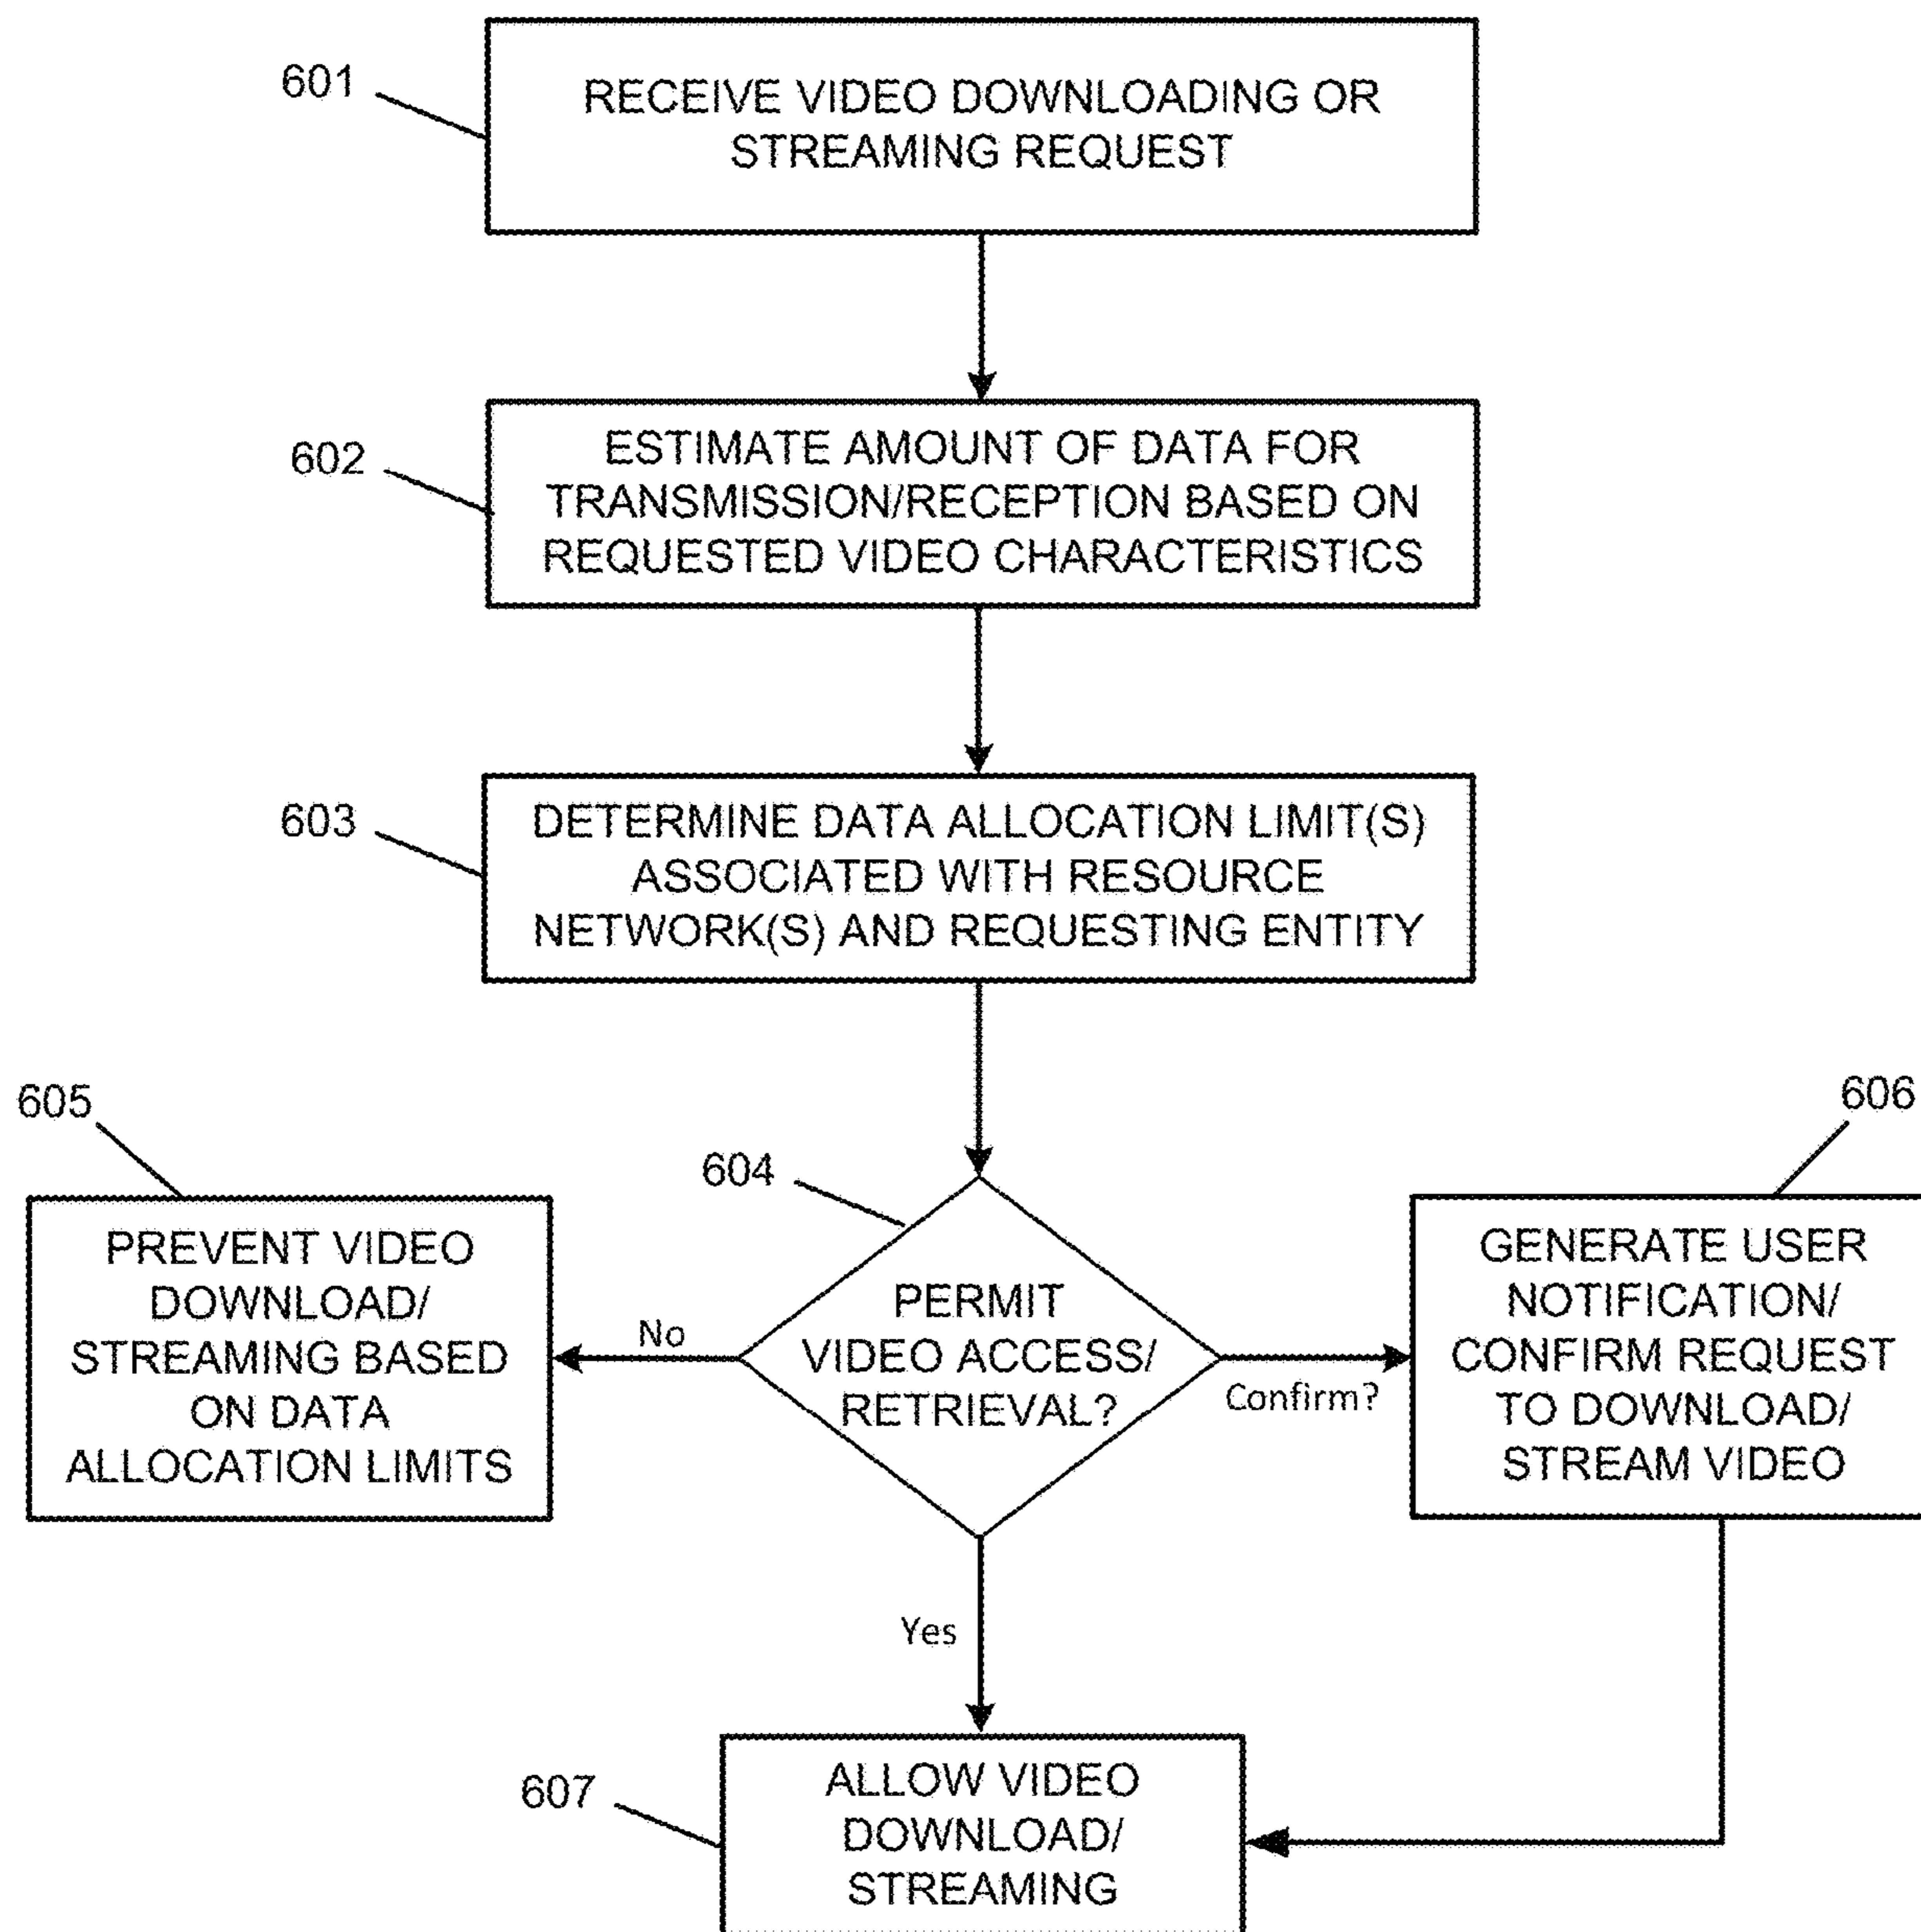 601
RECEIVE VIDEO DOWNLOADING OR
STREAMING REQUEST
602
ESTIMATE AMOUNT OF DATA FOR
TRANSMISSION/RECEPTION BASED ON
REQUESTED VIDEO CHARACTERISTICS
603
DETERMINE DATA ALLOCATION LIMIT(S)
ASSOCIATED WITH RESOURCE
NETWORK(S) AND REQUESTING ENTITY
605
PREVENT VIDEO
DOWNLOAD/
STREAMING BASED
ON DATA
ALLOCATION LIMITS
No
604
PERMIT
VIDEO ACCESS/
RETRIEVAL?
Confirm?
606
GENERATE USER
NOTIFICATION/
CONFIRM REQUEST
TO DOWNLOAD/
STREAM VIDEO
Yes
607
ALLOW VIDEO
DOWNLOAD/
STREAMING